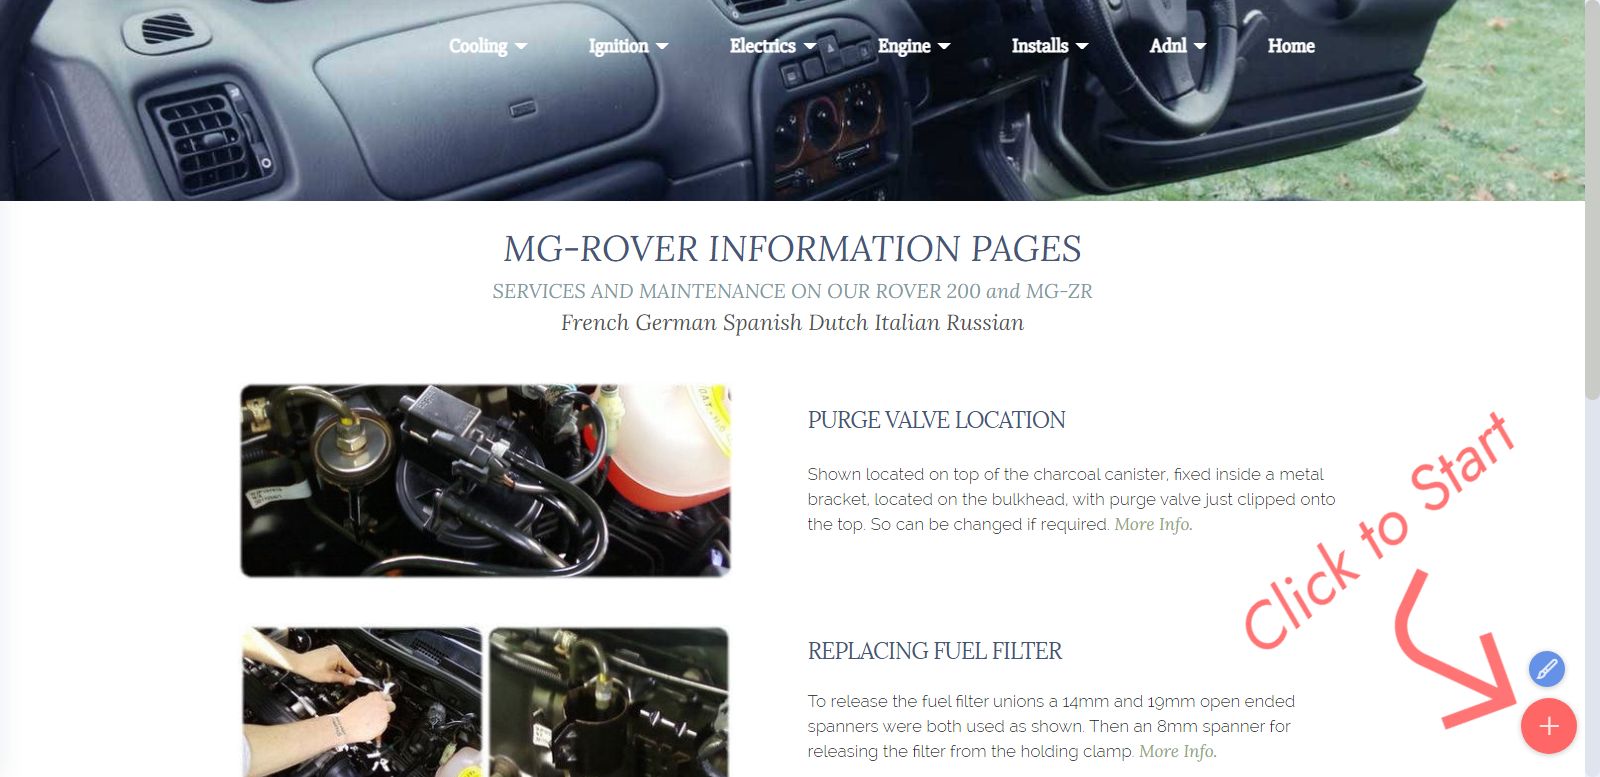 Cooling Ignition Electrics Engine Installs Adnl Home
MG-ROVER INFORMATION PAGES
SERVICES AND MAINTENANCE ON OUR ROVER 200 and MG-ZR
French German Spanish Dutch Italian Russian
PURGE VALVE LOCATION
Shown located on top of the charcoal canister, fixed inside a metal
bracket, located on the bulkhead, with purge valve just clipped onto
the top. So can be changed if required. More Info.
Click to Start
REPLACING FUEL FILTER
To release the fuel filter unions a 14mm and 19mm open ended
spanners were both used as shown. Then an 8mm spanner for
releasing the filter from the holding clamp. More Info.